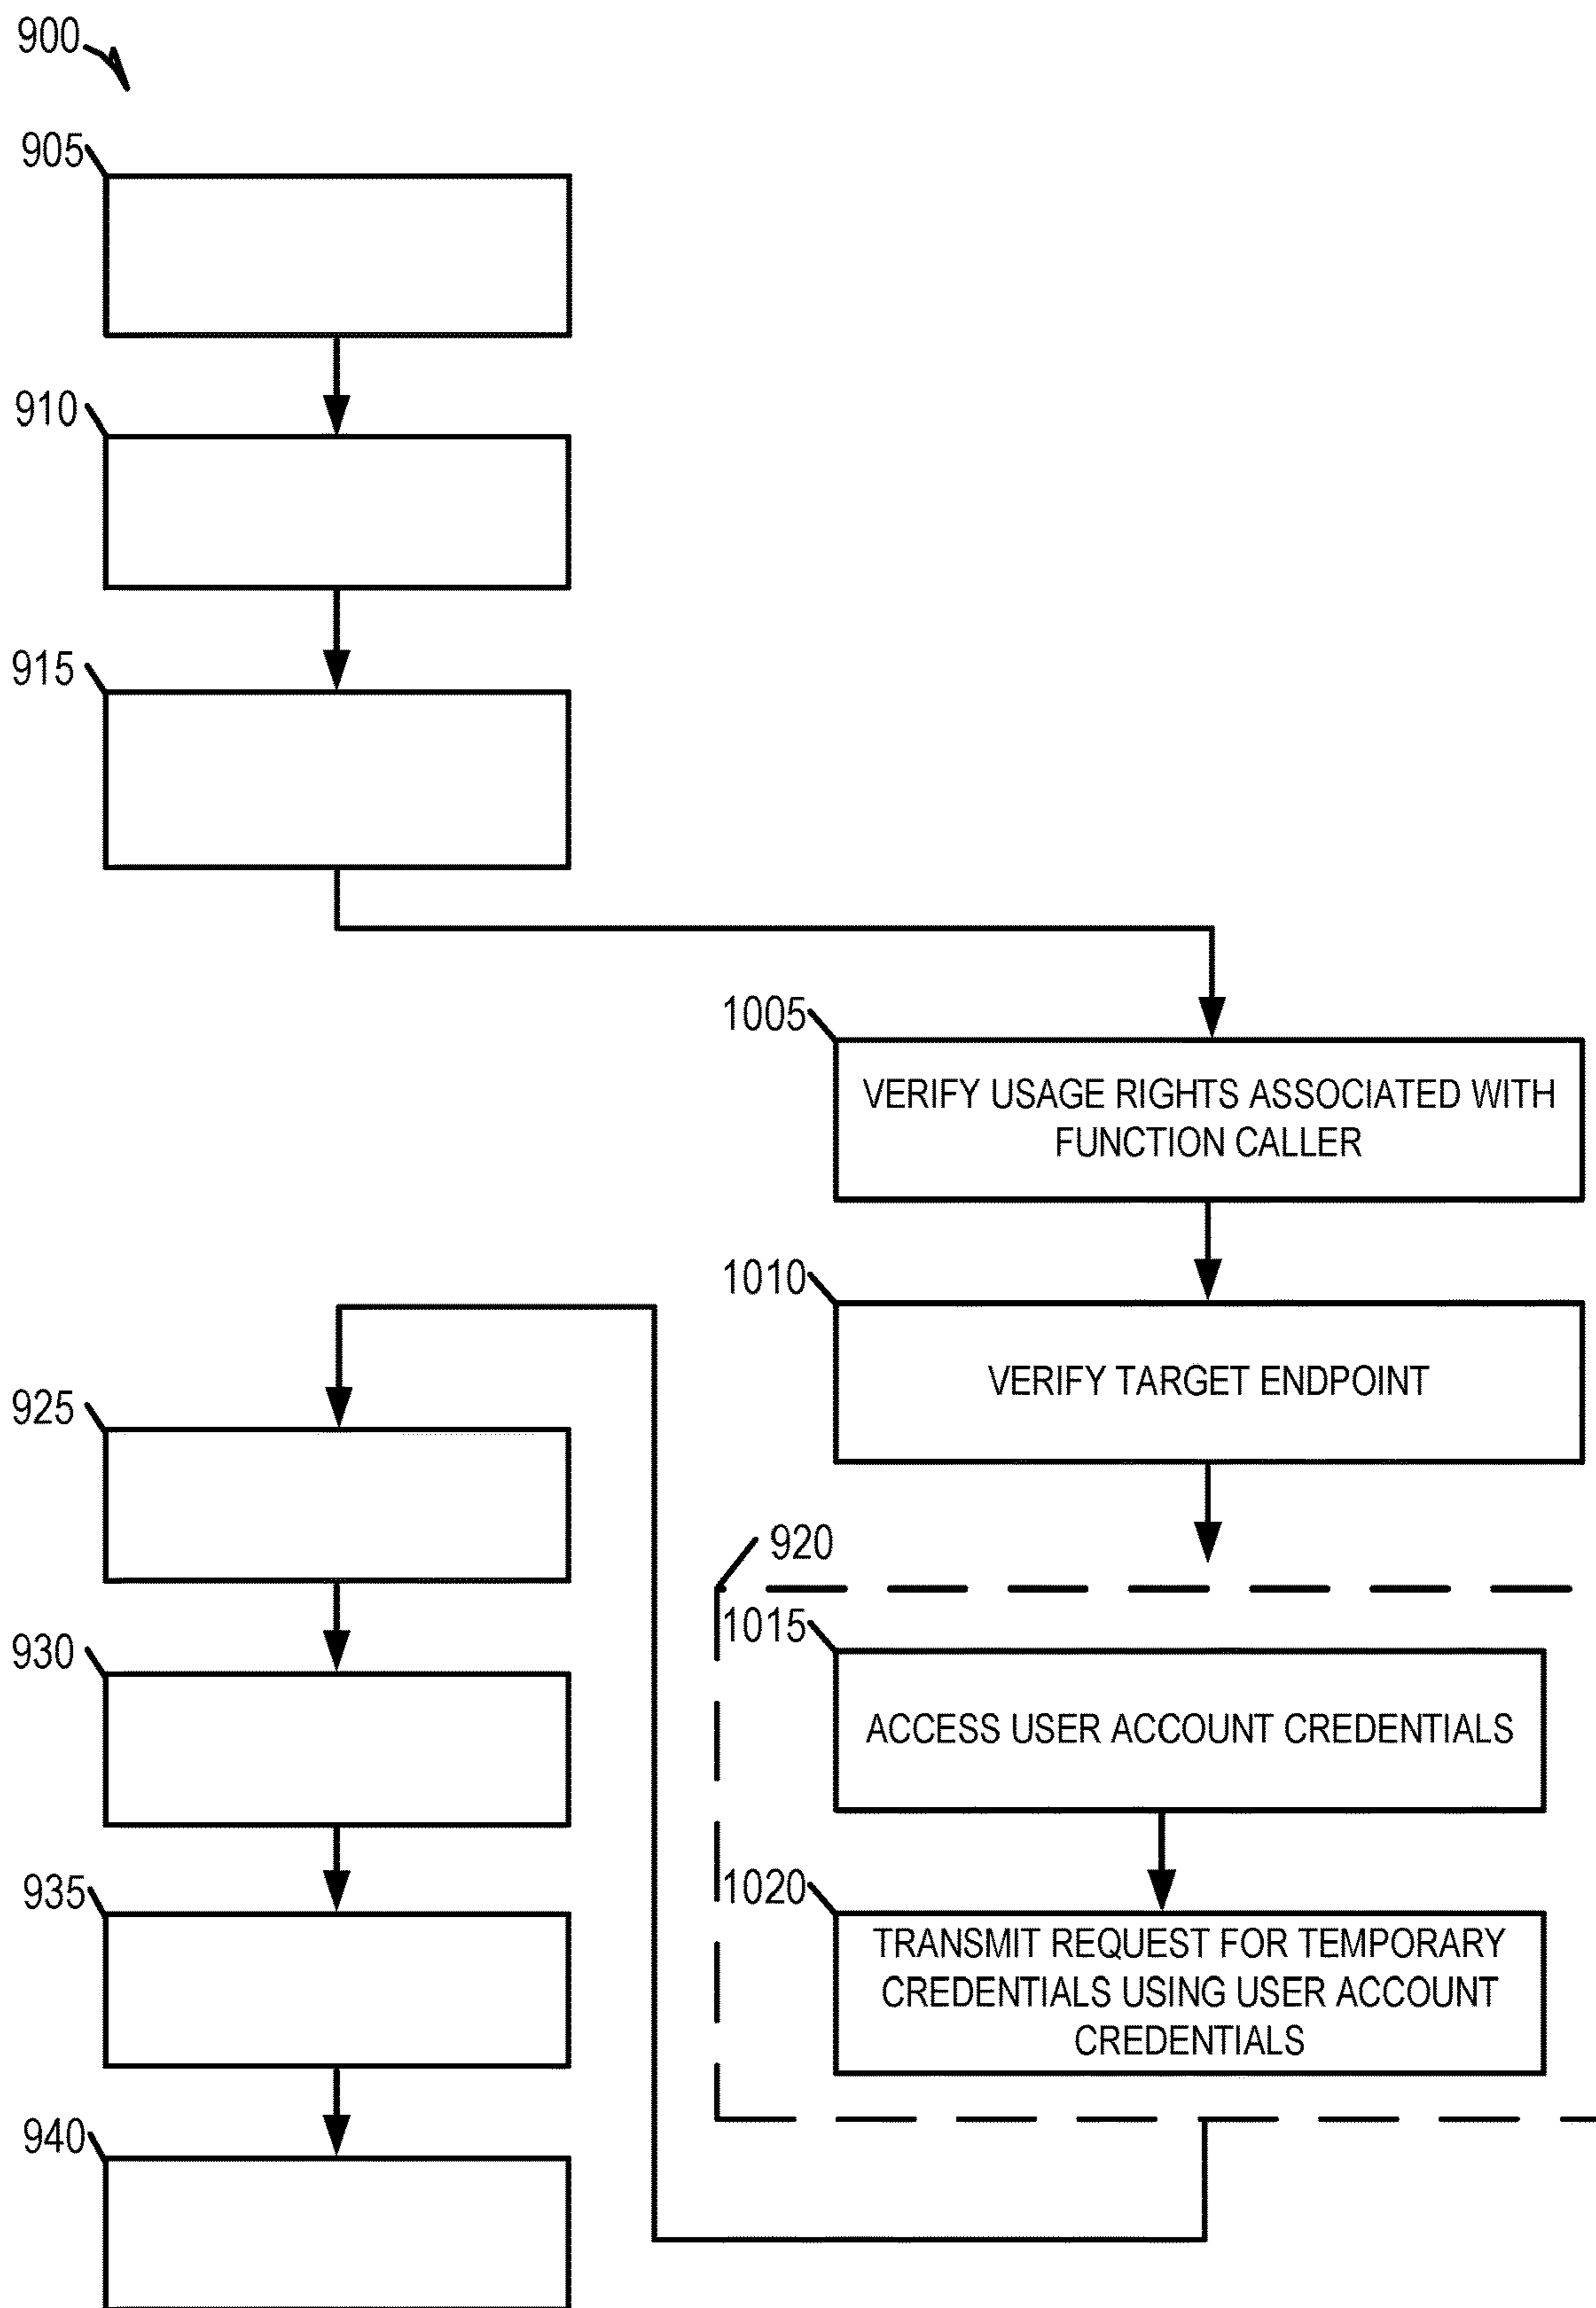 900
905
910
915
1005
VERIFY USAGE RIGHTS ASSOCIATED WITH
FUNCTION CALLER
1010
VERIFY TARGET ENDPOINT
920
1015
ACCESS USER ACCOUNT CREDENTIALS
1020
TRANSMIT REQUEST FOR TEMPORARY
CREDENTIALS USING USER ACCOUNT
CREDENTIALS
925
930
935
940